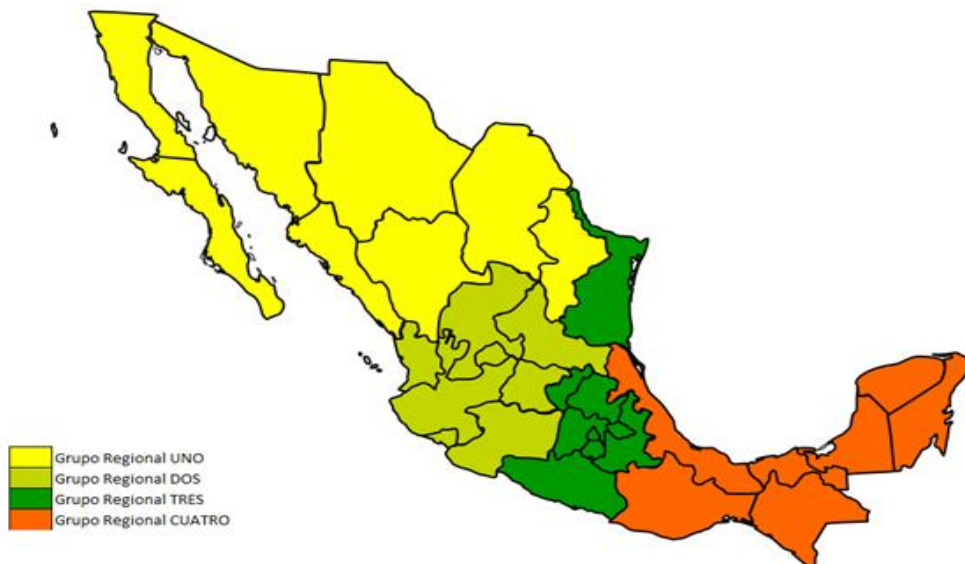 Grupo Regional UNO
Grupo Regional DOS
Grupo Regional TRES
Grupo Regional CUATRO